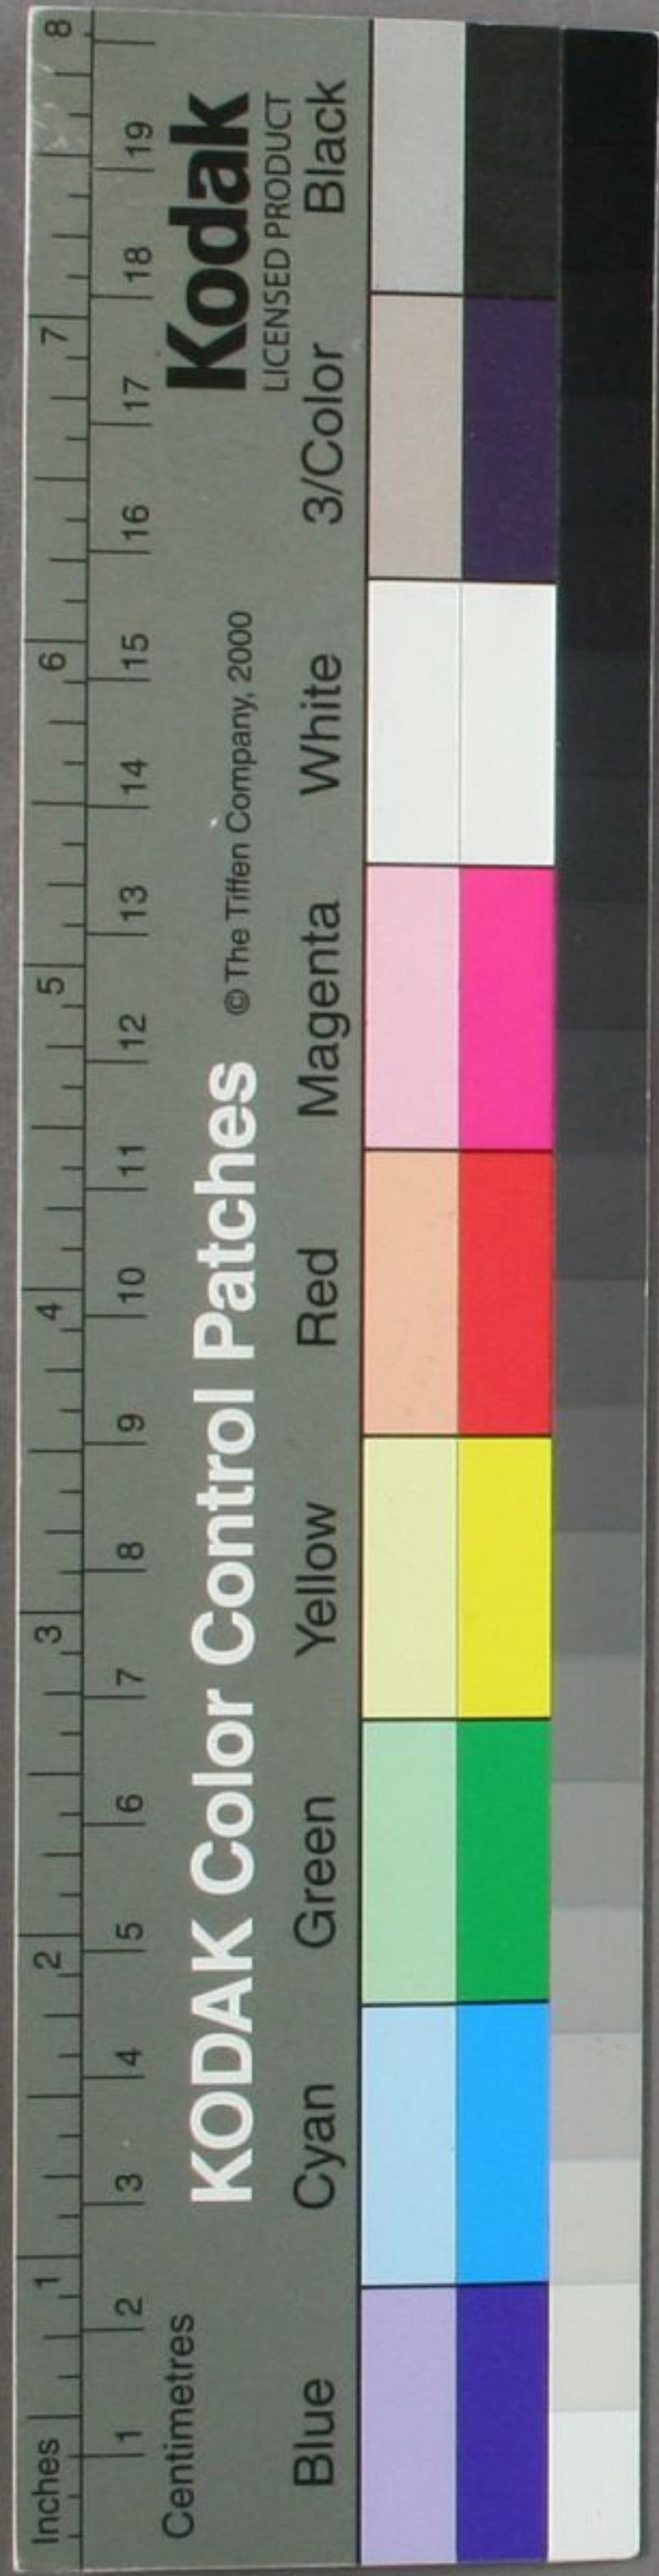 Inches 1 2 3 4 5 6 7 8
Centimetres 1 2 3 4 5 6 7 8 9 10 11 12 13 14 15 16 17 18 19
KODAK Color Control Patches © The Tiffen Company, 2000 Kodak
LICENSED PRODUCT
Blue Cyan Green Yellow Red Magenta White 3/Color Black